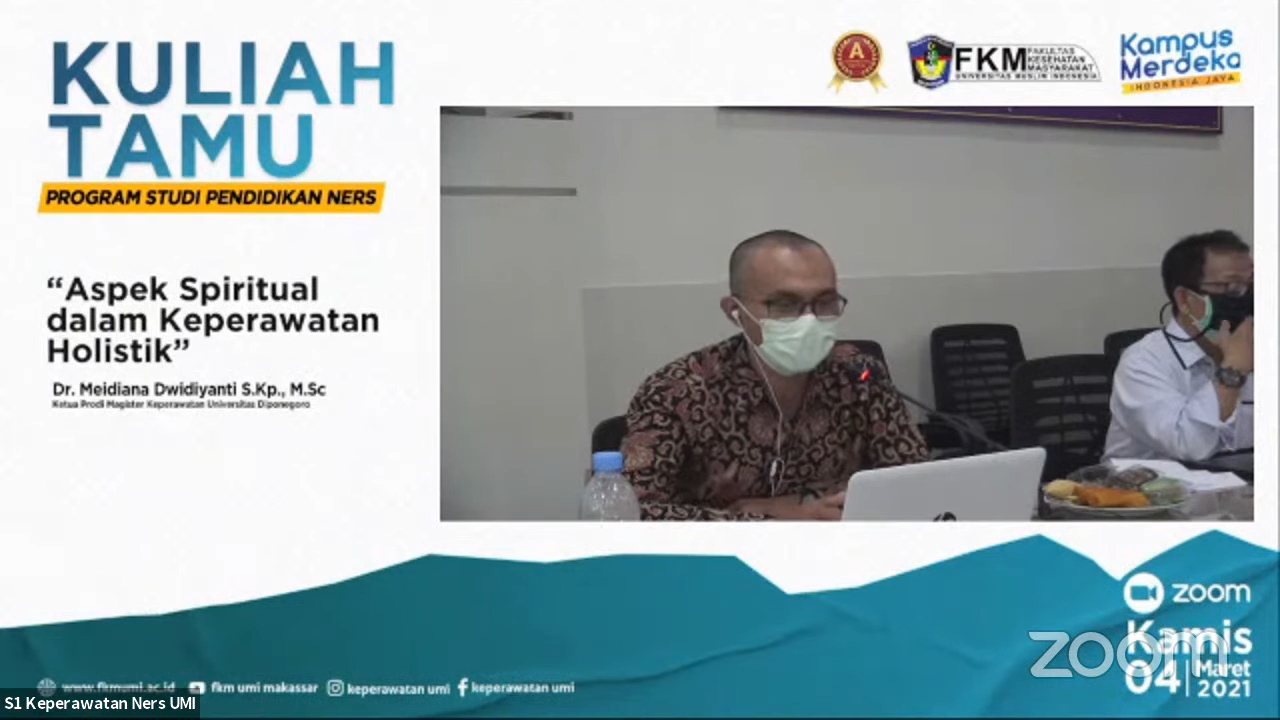 KULIAH
TAMU
PROGRAM STUDI PENDIDIKAN NERS
“Aspek Spiritual
dalam Keperawatan
Holistik”
Dr. Meidiana Dwidiyanti S.Kp., M.Sc
Ketua Prodi Magister Keperawatan Universitas Diponegoro
A
FKM
FAKULTAS
KESEHATAN
MASYARAKAT
UNIVERSITAS MUSLIM INDONESIA
Kampus
Merdeka
INDONESIA JAYA
zoom
Kamis
04
Maret
2021
zoom
www.fkmumi.ac.id
fkm umi makassar
keperawatan umi
keperawatan umi
S1 Keperawatan Ners UMI